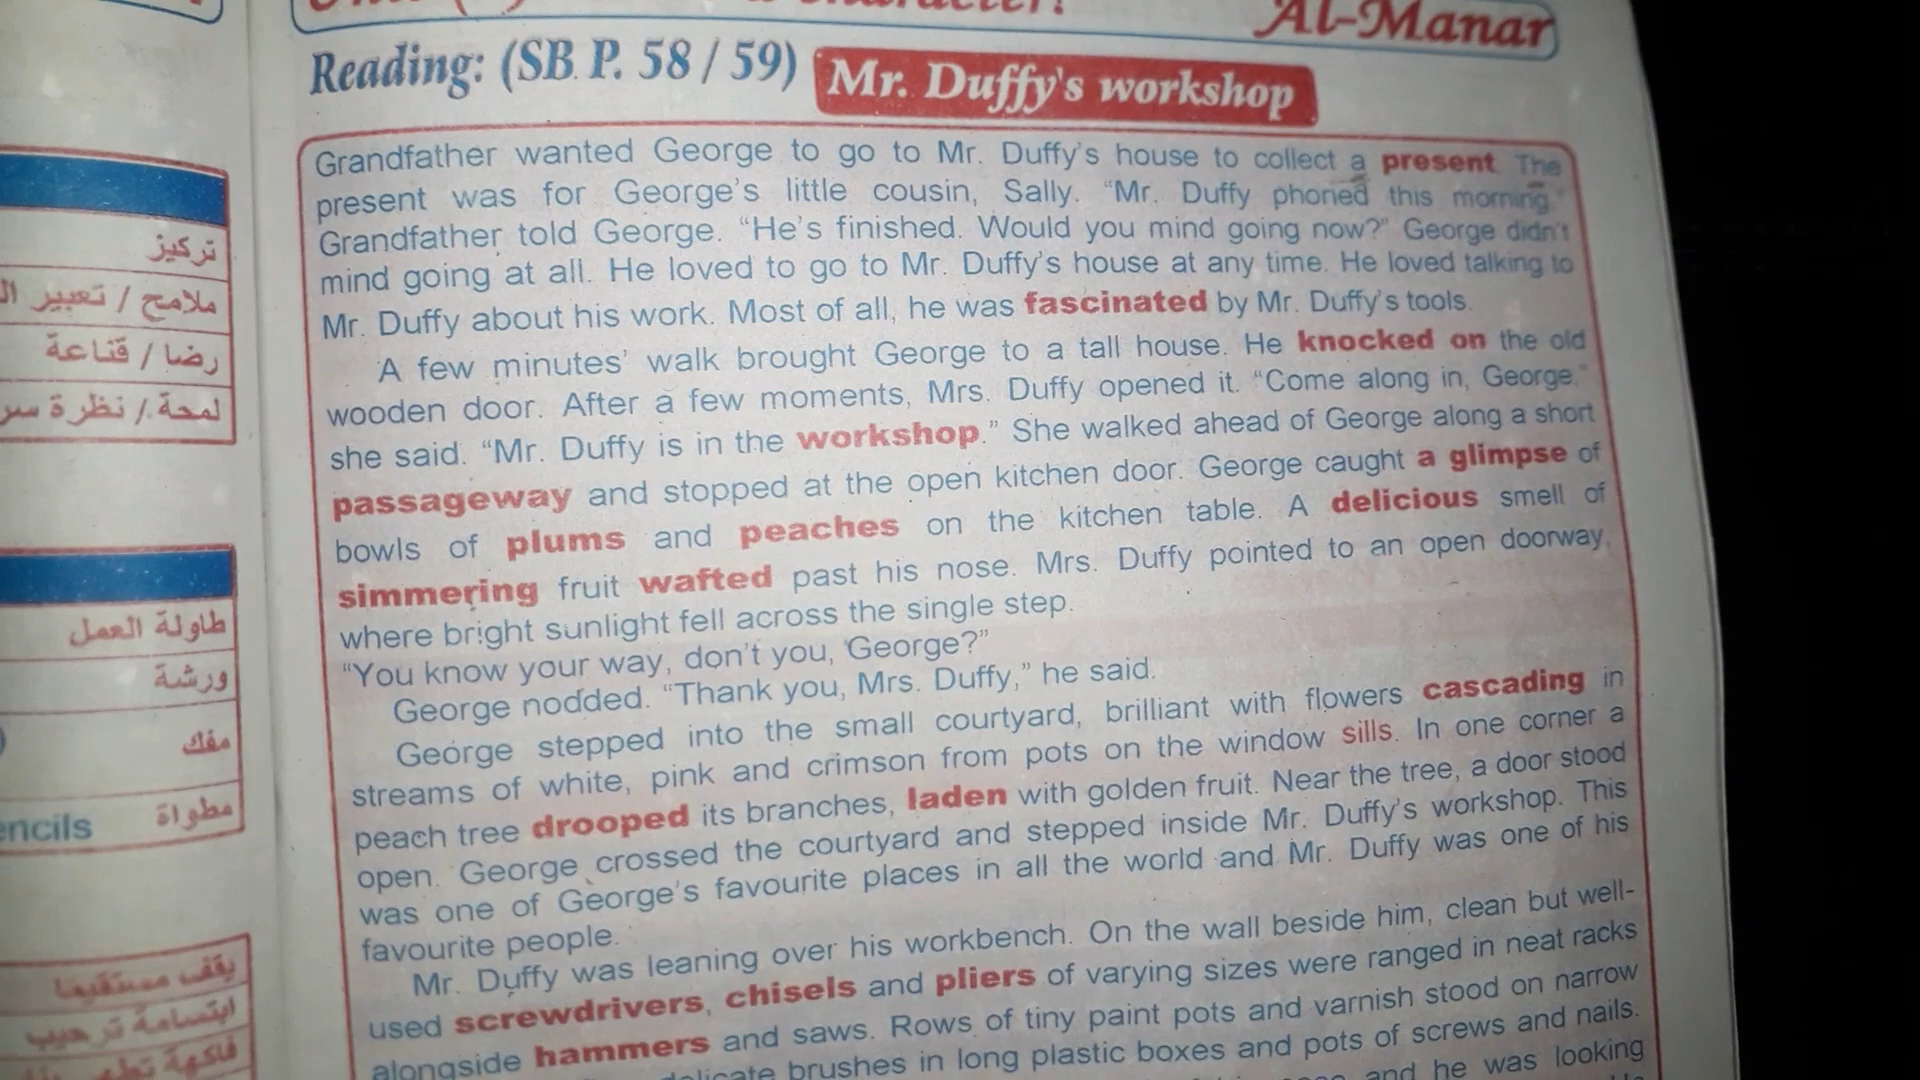 Al-Manar
Reading: (SB. P. 58 / 59) Mr. Duffy's workshop
Grandfather wanted George to go to Mr. Duffy's house to collect a present. The
present was for George's little cousin, Sally. "Mr. Duffy phoned this morning,"
Grandfather told George. "He's finished. Would you mind going now?" George didn't
mind going at all. He loved to go to Mr. Duffy's house at any time. He loved talking to
Mr. Duffy about his work. Most of all, he was fascinated by Mr. Duffy's tools.
A few minutes' walk brought George to a tall house. He knocked on the old
wooden door. After a few moments, Mrs. Duffy opened it. "Come along in, George,"
she said. "Mr. Duffy is in the workshop." She walked ahead of George along a short
passageway and stopped at the open kitchen door. George caught a glimpse of
bowls of plums and peaches on the kitchen table. A delicious smell of
simmering fruit wafted past his nose. Mrs. Duffy pointed to an open doorway,
where bright sunlight fell across the single step.
"You know your way, don't you, George?"
George nodded. "Thank you, Mrs. Duffy," he said.
George stepped into the small courtyard, brilliant with flowers cascading in
streams of white, pink and crimson from pots on the window sills. In one corner a
peach tree drooped its branches, laden with golden fruit. Near the tree, a door stood
open. George crossed the courtyard and stepped inside Mr. Duffy's workshop. This
was one of George's favourite places in all the world and Mr. Duffy was one of his
favourite people.
Mr. Duffy was leaning over his workbench. On the wall beside him, clean but well-
used screwdrivers, chisels and pliers of varying sizes were ranged in neat racks
alongside hammers and saws. Rows of tiny paint pots and varnish stood on narrow
brushes in long plastic boxes and pots of screws and nails.
and he was looking
تركيز
ملامح / تعبير
رضا / قناعة
لمحة / نظرة
طاولة العمل
ورشة
مفك
مطواة
يقف مستقيما
ابتسامة ترحيب
فاكهة